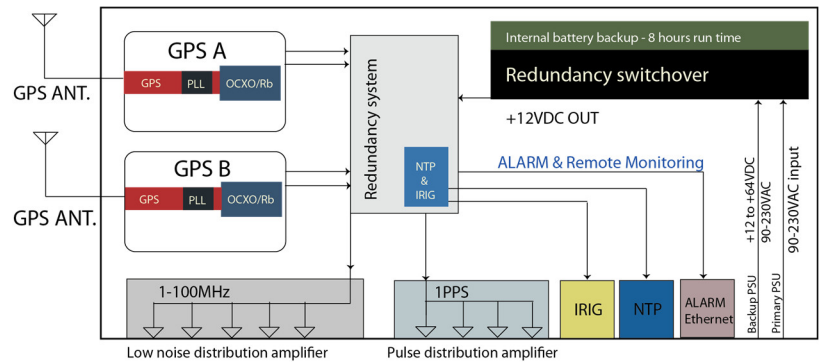 GPS A
GPS
PLL
OCXO/Rb
GPS ANT.
GPS B
GPS
PLL
OCXO/Rb
GPS ANT.
Redundancy system
NTP
&
IRIG
Internal battery backup - 8 hours run time
Redundancy switchover
+12VDC OUT
ALARM & Remote Monitoring
+12 to +64VDC
90-230VAC
90-230VAC input
Backup PSU
Primary PSU
1-100MHz
1PPS
IRIG
NTP
ALARM
Ethernet
Low noise distribution amplifier
Pulse distribution amplifier